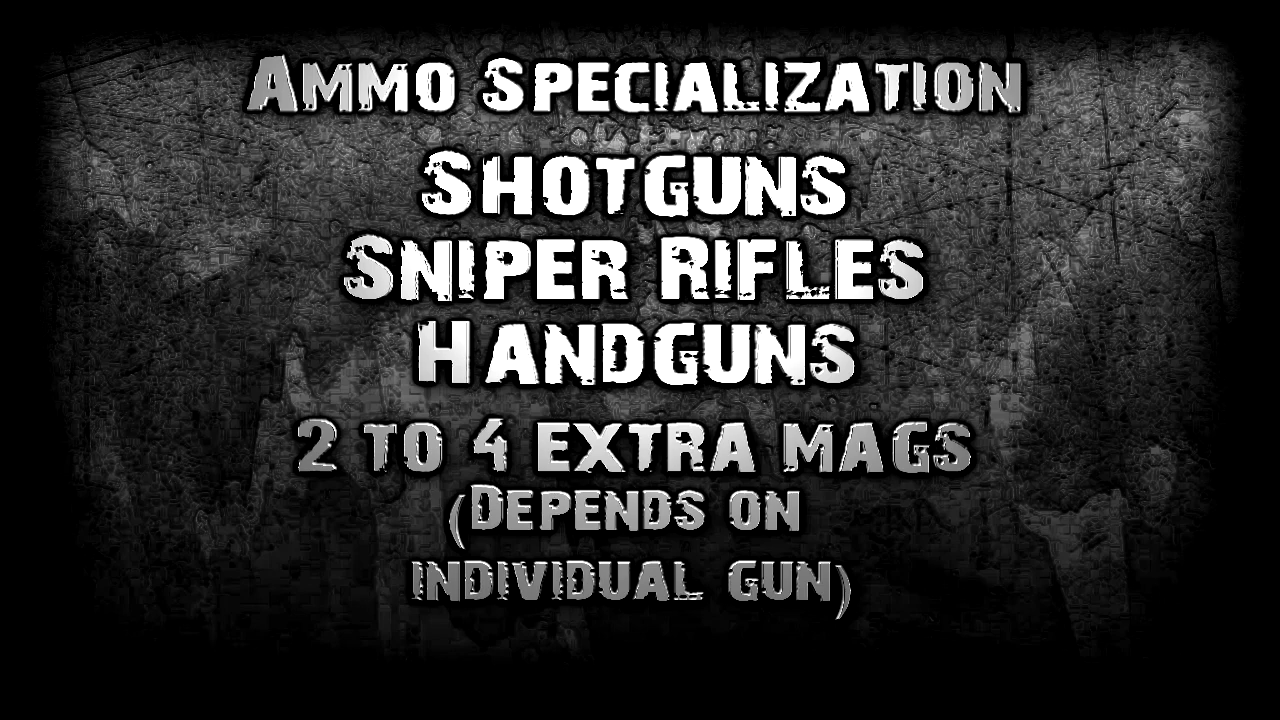 Ammo Specialization
Shotguns
Sniper Rifles
Handguns
2 to 4 extra mags
(Depends on
individual gun)